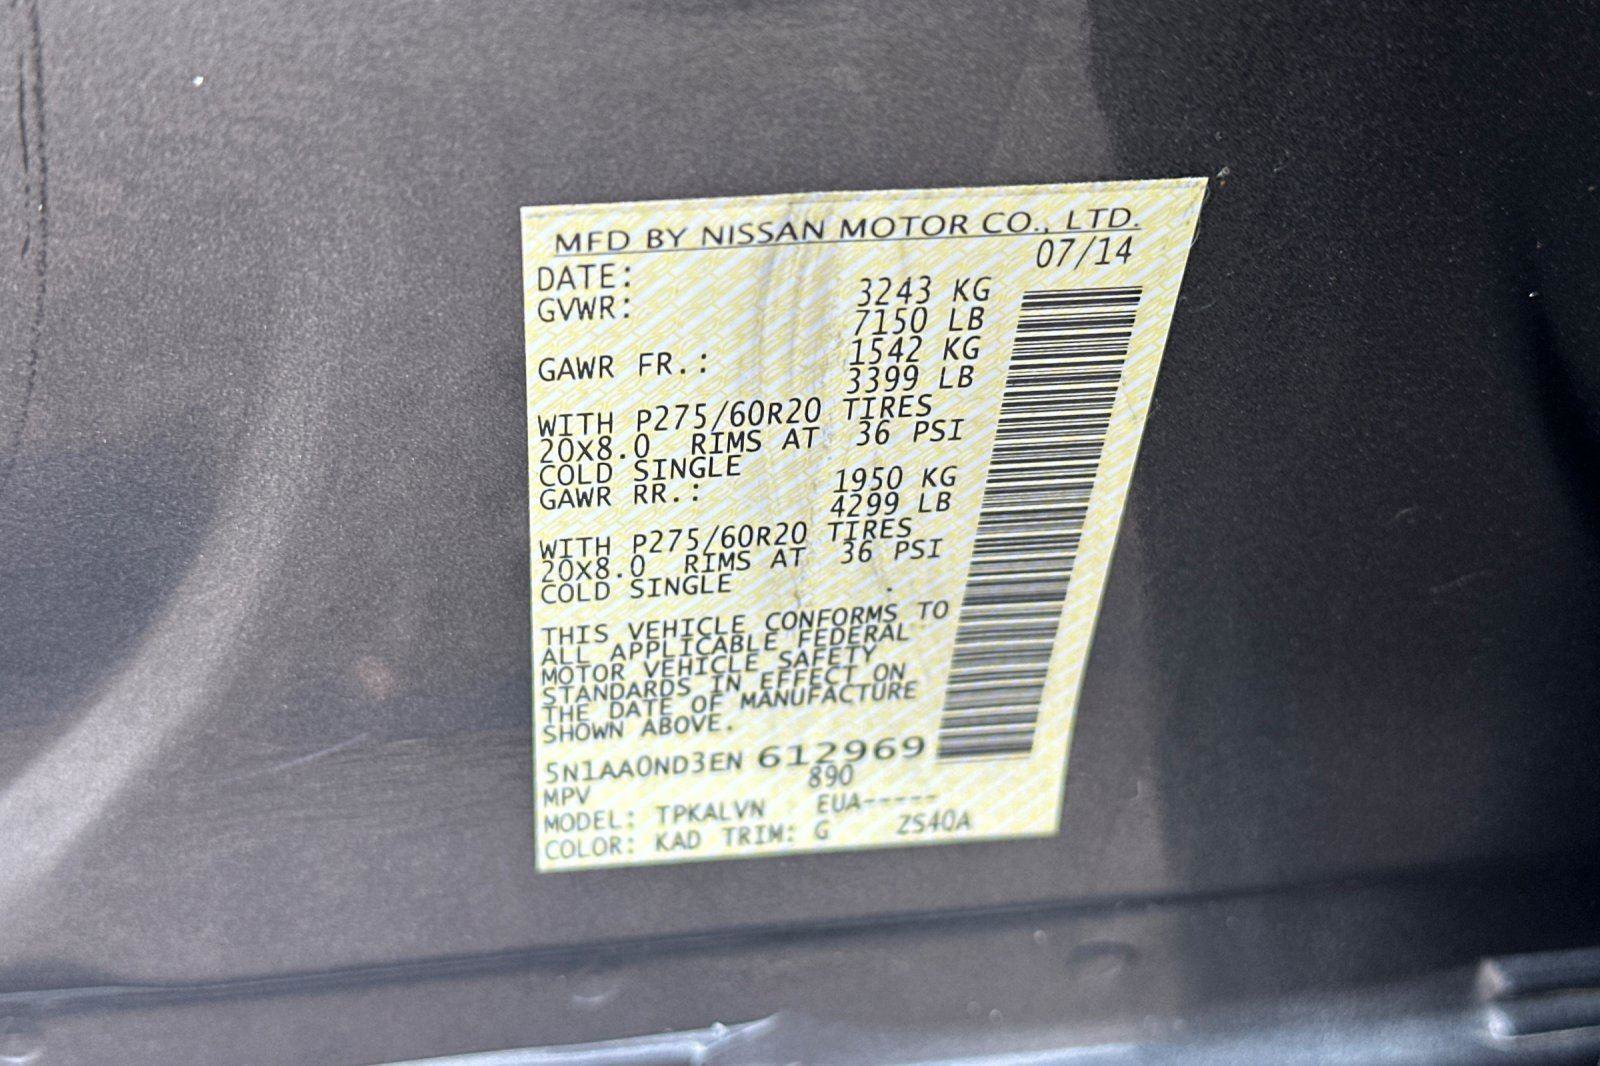 MFD BY NISSAN MOTOR CO., LTD.
DATE: 07/14
GVWR: 3243 KG
7150 LB
GAWR FR.: 1542 KG
3399 LB
WITH P275/60R20 TIRES
20X8.0 RIMS AT 36 PSI
COLD SINGLE
GAWR RR.: 1950 KG
4299 LB
WITH P275/60R20 TIRES
20X8.0 RIMS AT 36 PSI
COLD SINGLE
THIS VEHICLE CONFORMS TO
ALL APPLICABLE FEDERAL
MOTOR VEHICLE SAFETY
STANDARDS IN EFFECT ON
THE DATE OF MANUFACTURE
SHOWN ABOVE.
5N1AA0ND3EN 612969
MPV 890
MODEL: TPKALVN EUA-----
COLOR: KAD TRIM: G ZS40A